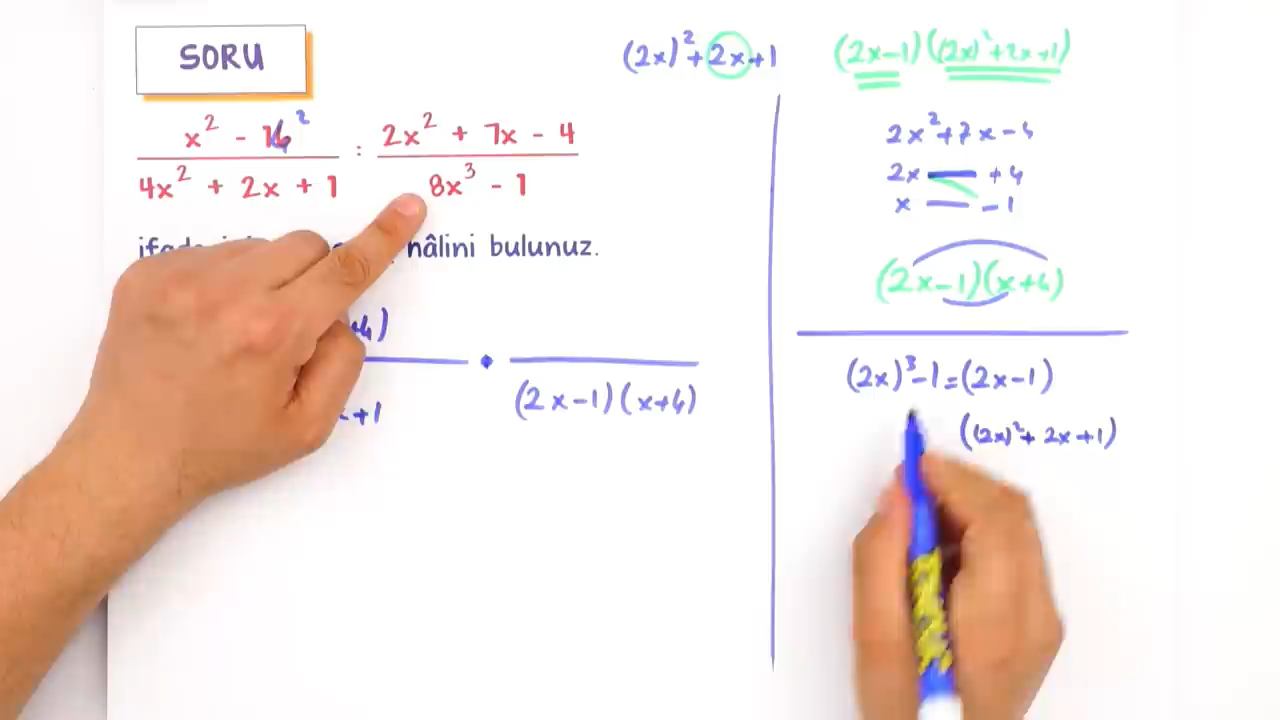 SORU
x² - 16 : 2x² + 7x - 4
4x² + 2x + 1 8x³ - 1
nâlini bulunuz.
+4)
x+1
(2x-1)(x+4)
(2x)²+2x+1
(2x-1)((2x)²+2x+1)
2x²+7x-4
2x +4
x -1
(2x-1)(x+4)
(2x)³-1=(2x-1)
((2x)²+2x+1)